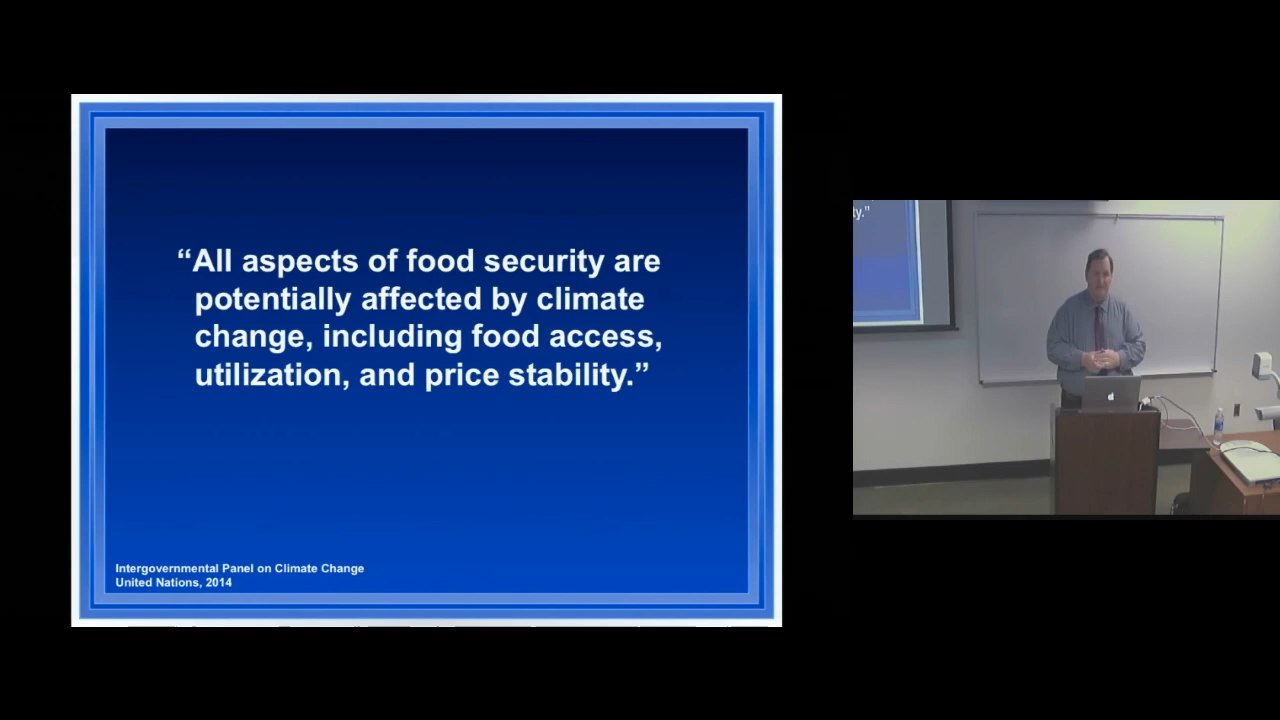 “All aspects of food security are
potentially affected by climate
change, including food access,
utilization, and price stability.”
Intergovernmental Panel on Climate Change
United Nations, 2014
ty.”